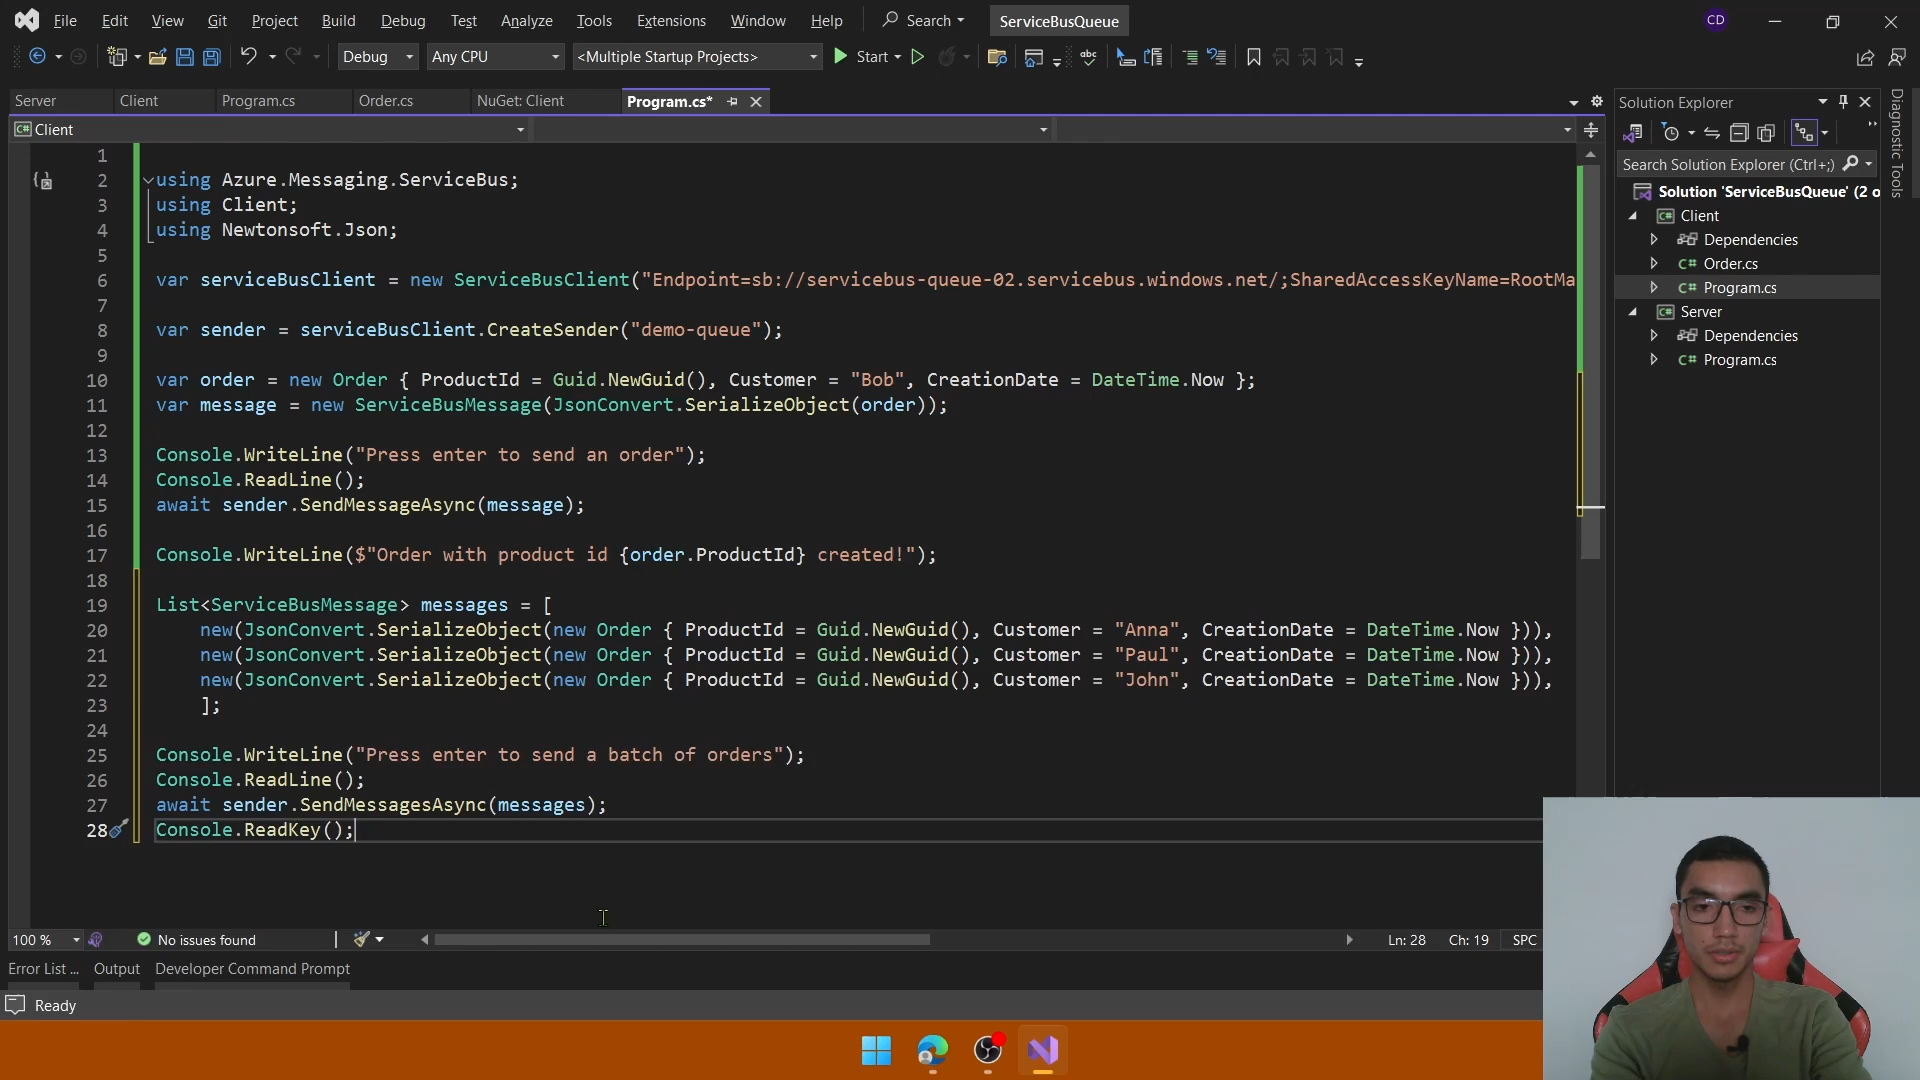 File Edit View Git Project Build Debug Test Analyze Tools Extensions Window Help Search ServiceBusQueue CD
Debug Any CPU <Multiple Startup Projects> Start abc
Server Client Program.cs Order.cs NuGet: Client Program.cs*
C# Client
1
2 using Azure.Messaging.ServiceBus;
3 using Client;
4 using Newtonsoft.Json;
5
6 var serviceBusClient = new ServiceBusClient("Endpoint=sb://servicebus-queue-02.servicebus.windows.net/;SharedAccessKeyName=RootMa
7
8 var sender = serviceBusClient.CreateSender("demo-queue");
9
10 var order = new Order { ProductId = Guid.NewGuid(), Customer = "Bob", CreationDate = DateTime.Now };
11 var message = new ServiceBusMessage(JsonConvert.SerializeObject(order));
12
13 Console.WriteLine("Press enter to send an order");
14 Console.ReadLine();
15 await sender.SendMessageAsync(message);
16
17 Console.WriteLine($"Order with product id {order.ProductId} created!");
18
19 List<ServiceBusMessage> messages = [
20 new(JsonConvert.SerializeObject(new Order { ProductId = Guid.NewGuid(), Customer = "Anna", CreationDate = DateTime.Now })),
21 new(JsonConvert.SerializeObject(new Order { ProductId = Guid.NewGuid(), Customer = "Paul", CreationDate = DateTime.Now })),
22 new(JsonConvert.SerializeObject(new Order { ProductId = Guid.NewGuid(), Customer = "John", CreationDate = DateTime.Now })),
23 ];
24
25 Console.WriteLine("Press enter to send a batch of orders");
26 Console.ReadLine();
27 await sender.SendMessagesAsync(messages);
28 Console.ReadKey();
100 % No issues found Ln: 28 Ch: 19 SPC
Error List ... Output Developer Command Prompt
Ready
Solution Explorer
Search Solution Explorer (Ctrl+;)
Solution 'ServiceBusQueue' (2 o
C# Client
Dependencies
C# Order.cs
C# Program.cs
C# Server
Dependencies
C# Program.cs
Diagnostic Tools